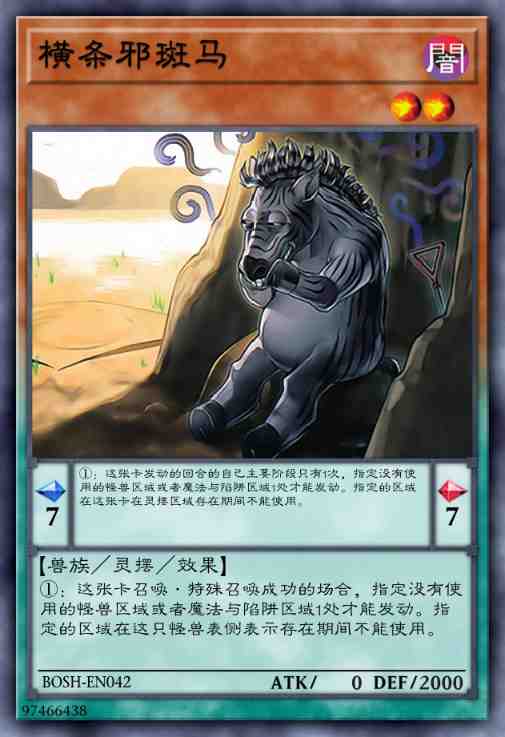 横条邪斑马
闇
①：这张卡发动的回合的自己主要阶段只有1次，指定没有使
用的怪兽区域或者魔法与陷阱区域1处才能发动。指定的区域
在这张卡在灵摆区域存在期间不能使用。
7
7
【兽族／灵摆／效果】
①：这张卡召唤·特殊召唤成功的场合，指定没有使
用的怪兽区域或者魔法与陷阱区域1处才能发动。指
定的区域在这只怪兽表侧表示存在期间不能使用。
BOSH-EN042
ATK/ 0 DEF/2000
97466438